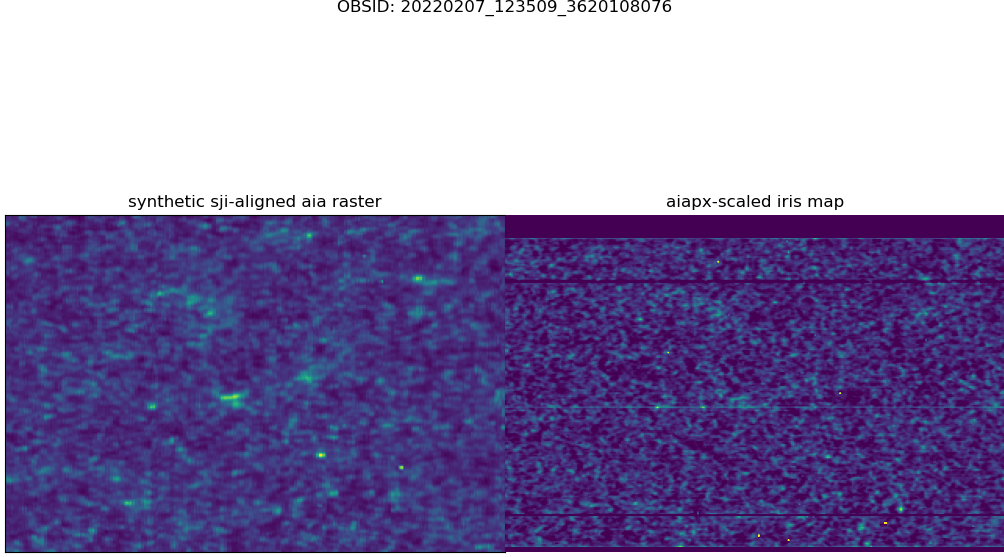 OBSID: 20220207_123509_3620108076
synthetic sji-aligned aia raster
aiapx-scaled iris map